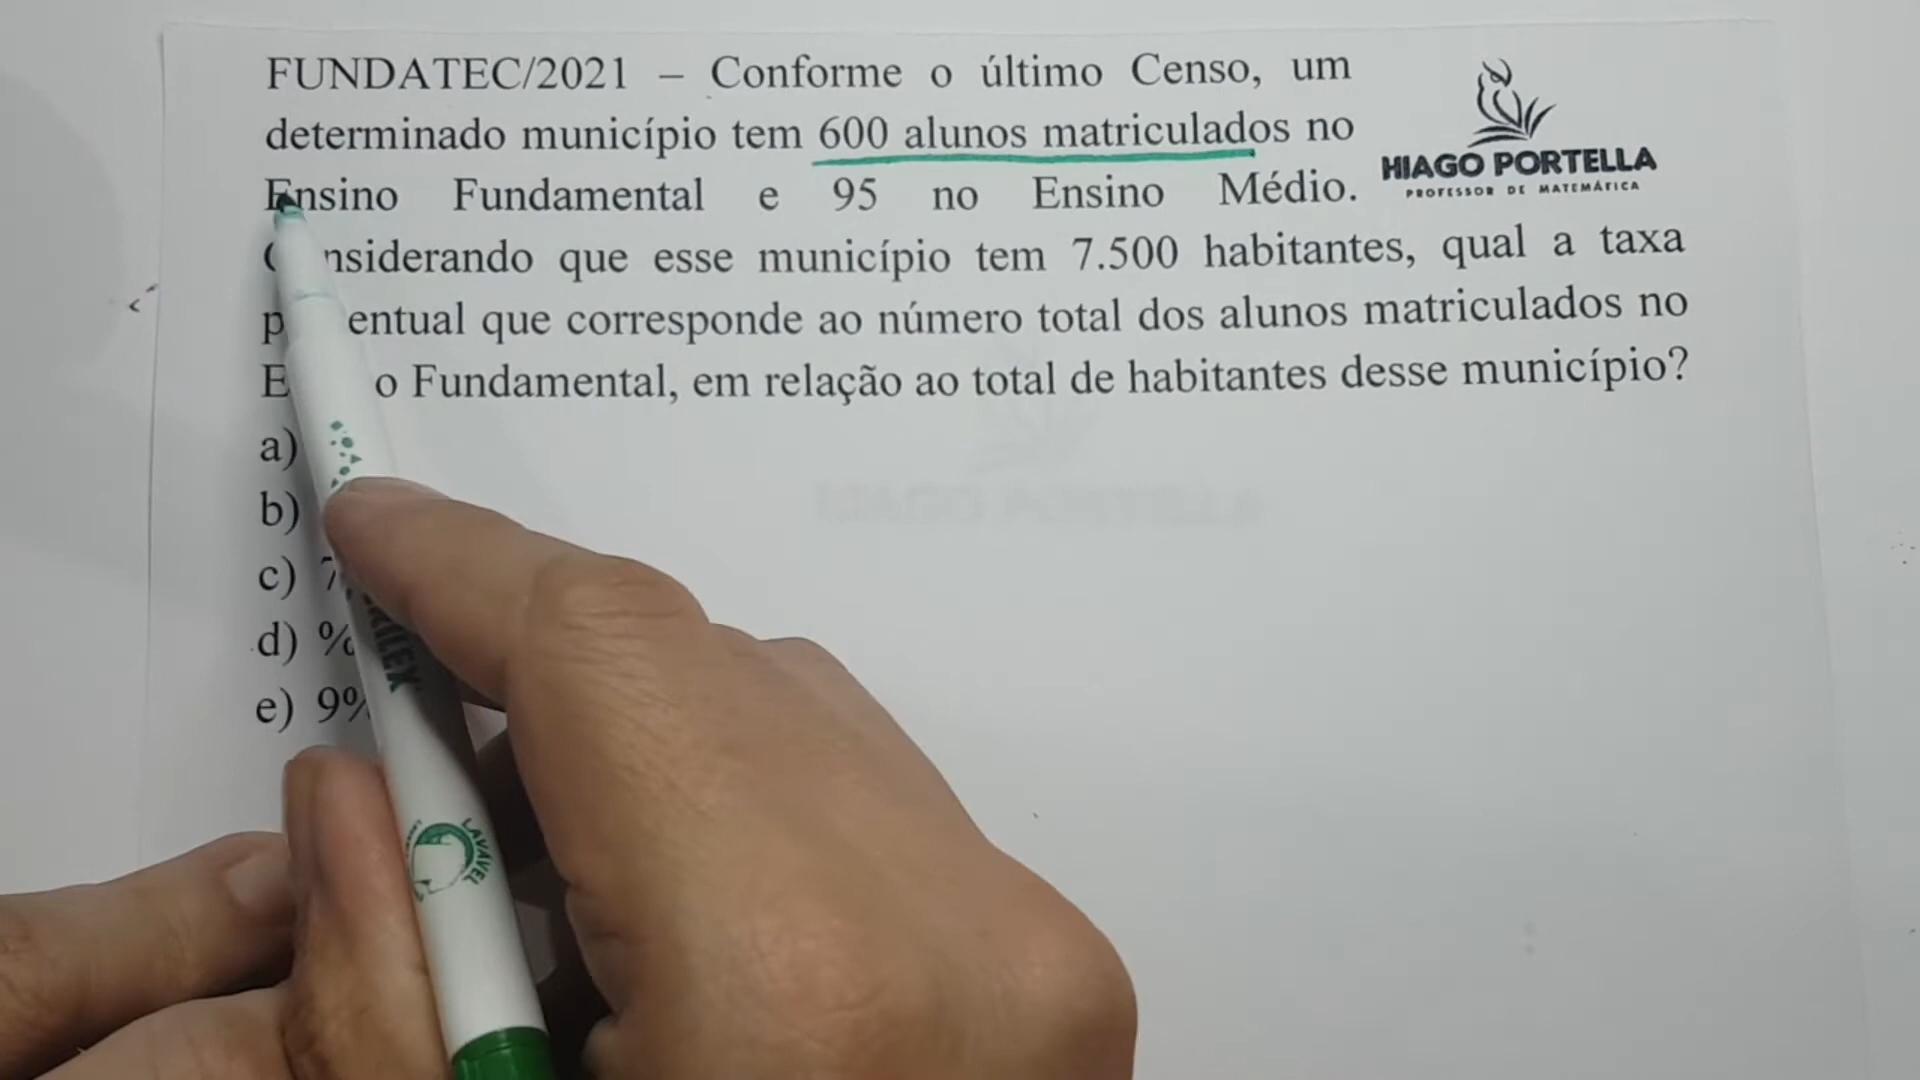 FUNDATEC/2021 – Conforme o último Censo, um
determinado município tem 600 alunos matriculados no
Ensino Fundamental e 95 no Ensino Médio.
nsiderando que esse município tem 7.500 habitantes, qual a taxa
p entual que corresponde ao número total dos alunos matriculados no
E o Fundamental, em relação ao total de habitantes desse município?
a)
b)
c) 7
d) %
e) 9%
HIAGO PORTELLA
PROFESSOR DE MATEMÁTICA
LAVÁVEL